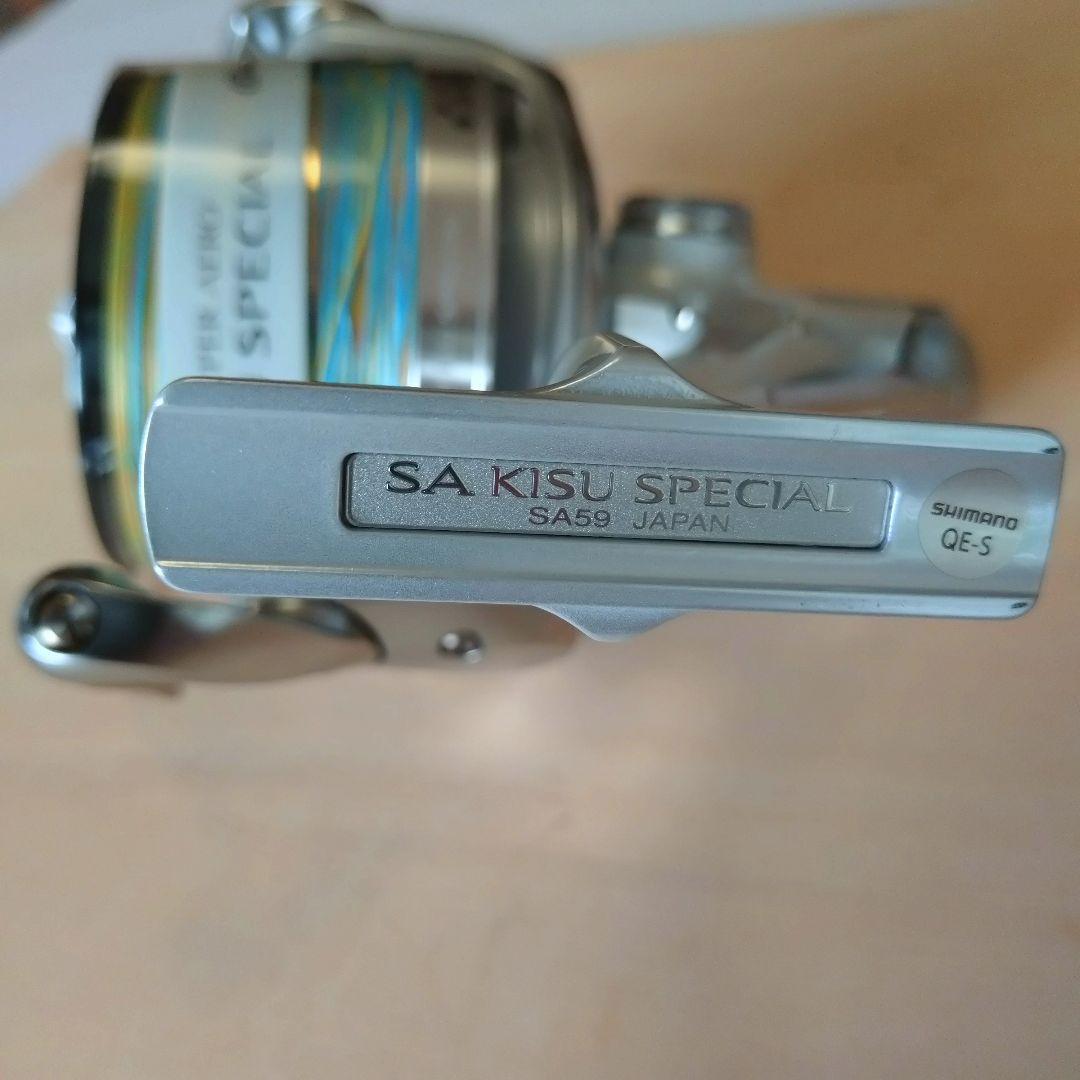 SPECIAL
SA KISU SPECIAL
SA59 JAPAN
SHIMANO
QE-S